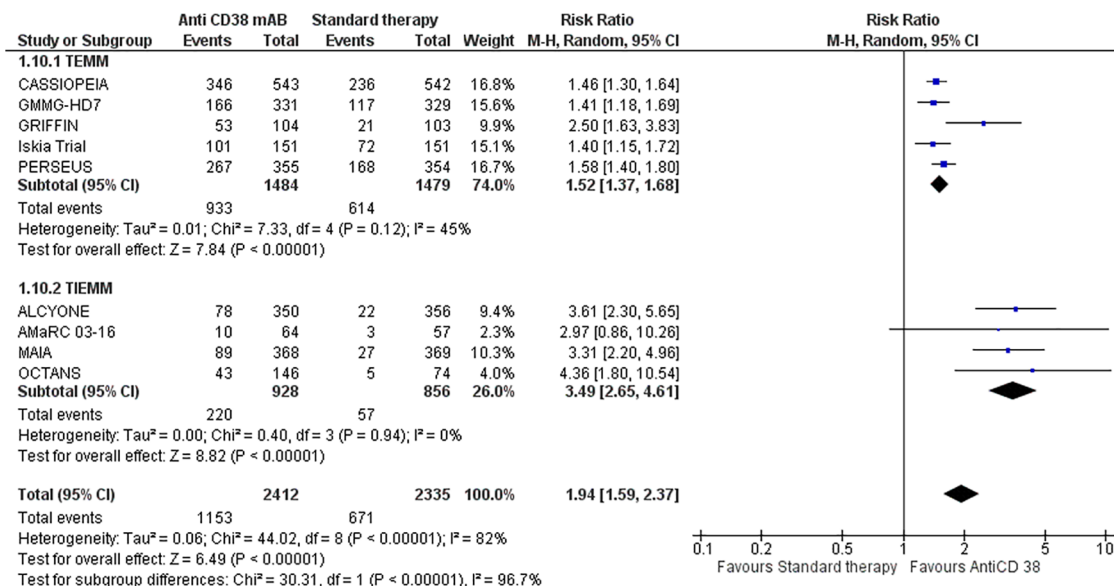 Anti CD38 mAB Standard therapy Risk Ratio Risk Ratio
Study or Subgroup Events Total Events Total Weight M-H, Random, 95% CI M-H, Random, 95% CI
1.10.1 TEMM
CASSIOPEIA 346 543 236 542 16.8% 1.46 [1.30, 1.64]
GMMG-HD7 166 331 117 329 15.6% 1.41 [1.18, 1.69]
GRIFFIN 53 104 21 103 9.9% 2.50 [1.63, 3.83]
Iskia Trial 101 151 72 151 15.1% 1.40 [1.15, 1.72]
PERSEUS 267 355 168 354 16.7% 1.58 [1.40, 1.80]
Subtotal (95% CI) 1484 1479 74.0% 1.52 [1.37, 1.68]
Total events 933 614
Heterogeneity: Tau² = 0.01; Chi² = 7.33, df = 4 (P = 0.12); I² = 45%
Test for overall effect: Z = 7.84 (P < 0.00001)
1.10.2 TIEMM
ALCYONE 78 350 22 356 9.4% 3.61 [2.30, 5.65]
AMaRC 03-16 10 64 3 57 2.3% 2.97 [0.86, 10.26]
MAIA 89 368 27 369 10.3% 3.31 [2.20, 4.96]
OCTANS 43 146 5 74 4.0% 4.36 [1.80, 10.54]
Subtotal (95% CI) 928 856 26.0% 3.49 [2.65, 4.61]
Total events 220 57
Heterogeneity: Tau² = 0.00; Chi² = 0.40, df = 3 (P = 0.94); I² = 0%
Test for overall effect: Z = 8.82 (P < 0.00001)
Total (95% CI) 2412 2335 100.0% 1.94 [1.59, 2.37]
Total events 1153 671
Heterogeneity: Tau² = 0.06; Chi² = 44.02, df = 8 (P < 0.00001); I² = 82%
Test for overall effect: Z = 6.49 (P < 0.00001)
Test for subgroup differences: Chi² = 30.31, df = 1 (P < 0.00001), I² = 96.7%
0.1 0.2 0.5 1 2 5 10
Favours Standard therapy Favours AntiCD 38